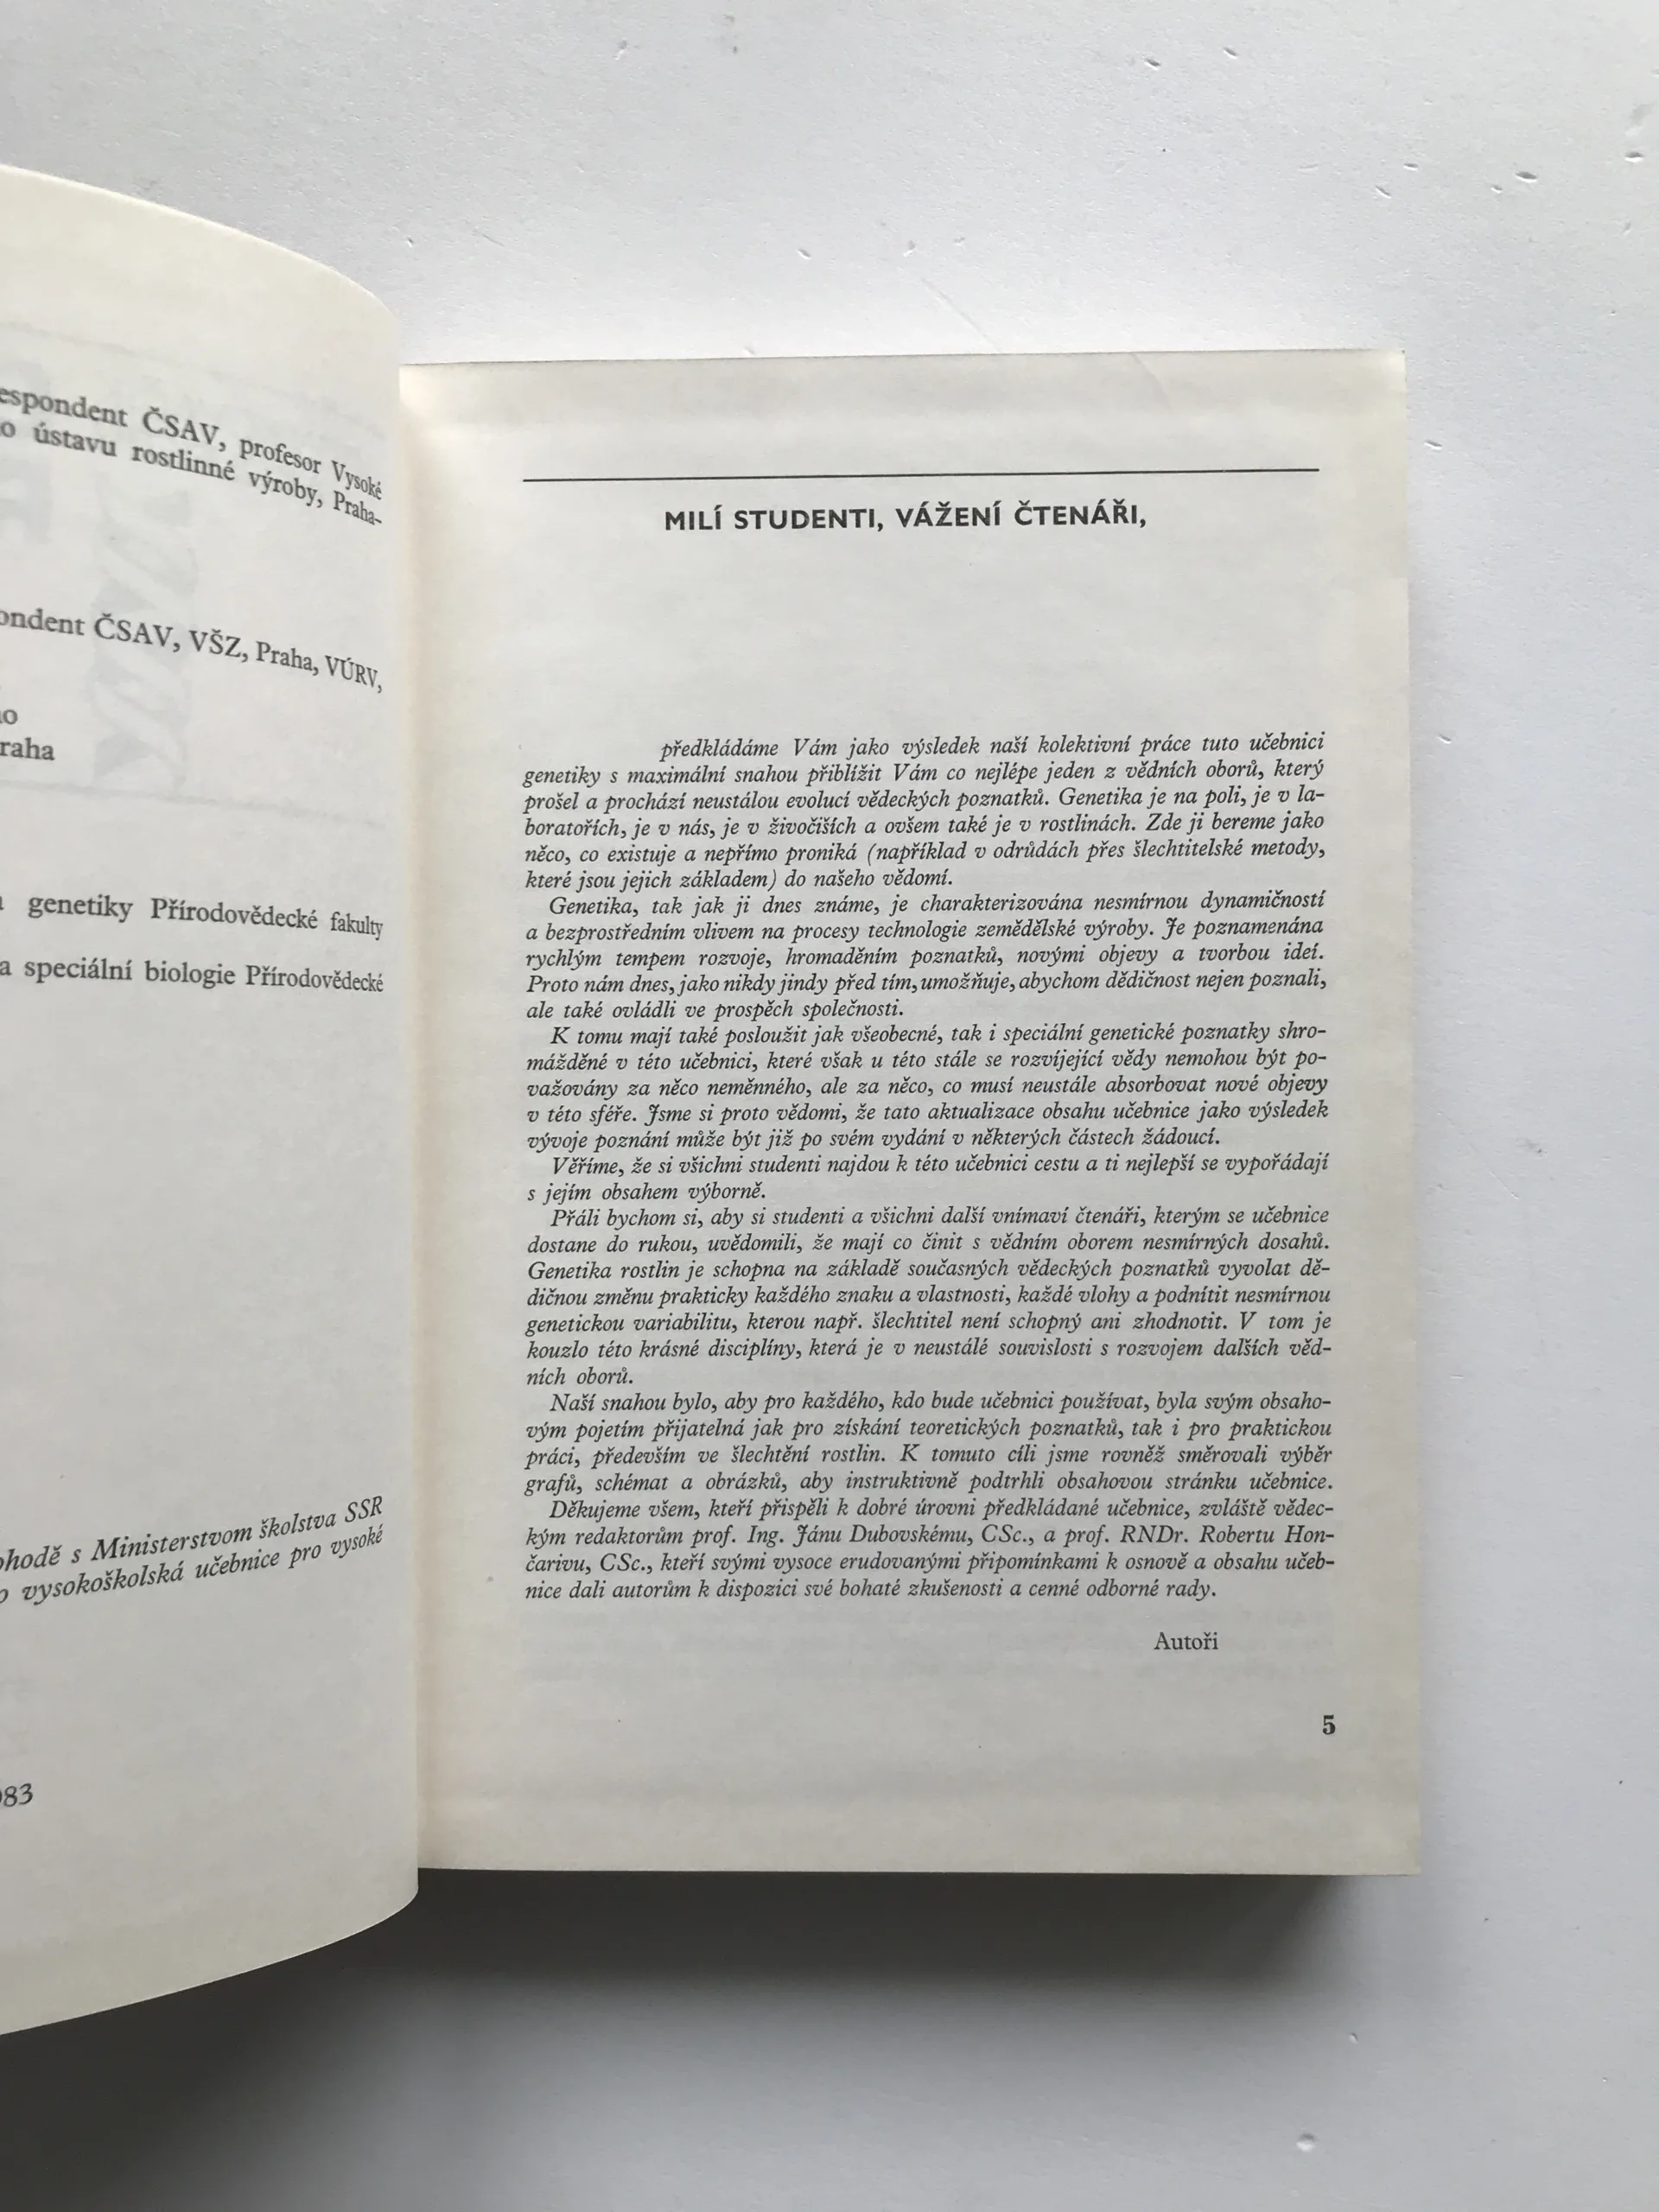 ČSAV, profesor Vysoké
ústavu rostlinné výroby, Praha-
ČSAV, VŠZ, Praha, VÚRV,
genetiky Přírodovědecké fakulty
a speciální biologie Přírodovědecké
s Ministerstvom školstva SSR
vysokoškolská učebnice pro vysoké
MILÍ STUDENTI, VÁŽENÍ ČTENÁŘI,
předkládáme Vám jako výsledek naší kolektivní práce tuto učebnici
genetiky s maximální snahou přiblížit Vám co nejlépe jeden z vědních oborů, který
prošel a prochází neustálou evolucí vědeckých poznatků. Genetika je na poli, je v la-
boratořích, je v nás, je v živočiších a ovšem také je v rostlinách. Zde ji bereme jako
něco, co existuje a nepřímo proniká (například v odrůdách přes šlechtitelské metody,
které jsou jejich základem) do našeho vědomí.
Genetika, tak jak ji dnes známe, je charakterizována nesmírnou dynamičností
a bezprostředním vlivem na procesy technologie zemědělské výroby. Je poznamenána
rychlým tempem rozvoje, hromaděním poznatků, novými objevy a tvorbou idejí.
Proto nám dnes, jako nikdy jindy před tím, umožňuje, abychom dědičnost nejen poznali,
ale také ovládli ve prospěch společnosti.
K tomu mají také posloužit jak všeobecné, tak i speciální genetické poznatky shro-
mážděné v této učebnici, které však u této stále se rozvíjející vědy nemohou být po-
važovány za něco neměnného, ale za něco, co musí neustále absorbovat nové objevy
v této sféře. Jsme si proto vědomi, že tato aktualizace obsahu učebnice jako výsledek
vývoje poznání může být již po svém vydání v některých částech žádoucí.
Věříme, že si všichni studenti najdou k této učebnici cestu a ti nejlepší se vypořádají
s jejím obsahem výborně.
Přáli bychom si, aby si studenti a všichni další vnímaví čtenáři, kterým se učebnice
dostane do rukou, uvědomili, že mají co činit s vědním oborem nesmírných dosahů.
Genetika rostlin je schopna na základě současných vědeckých poznatků vyvolat dě-
dičnou změnu prakticky každého znaku a vlastnosti, každé vlohy a podnítit nesmírnou
genetickou variabilitu, kterou např. šlechtitel není schopný ani zhodnotit. V tom je
kouzlo této krásné disciplíny, která je v neustálé souvislosti s rozvojem dalších věd-
ních oborů.
Naší snahou bylo, aby pro každého, kdo bude učebnici používat, byla svým obsaho-
vým pojetím přijatelná jak pro získání teoretických poznatků, tak i pro praktickou
práci, především ve šlechtění rostlin. K tomuto cíli jsme rovněž směrovali výběr
grafů, schémat a obrázků, aby instruktivně podtrhli obsahovou stránku učebnice.
Děkujeme všem, kteří přispěli k dobré úrovni předkládané učebnice, zvláště vědec-
kým redaktorům prof. Ing. Jánu Dubovskému, CSc., a prof. RNDr. Robertu Hon-
čarivu, CSc., kteří svými vysoce erudovanými připomínkami k osnově a obsahu učeb-
nice dali autorům k dispozici své bohaté zkušenosti a cenné odborné rady.
Autoři
5